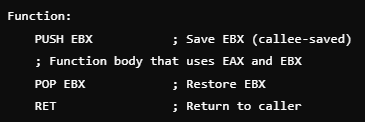 Function:
    PUSH EBX           ; Save EBX (callee-saved)
    ; Function body that uses EAX and EBX
    POP EBX            ; Restore EBX
    RET                ; Return to caller